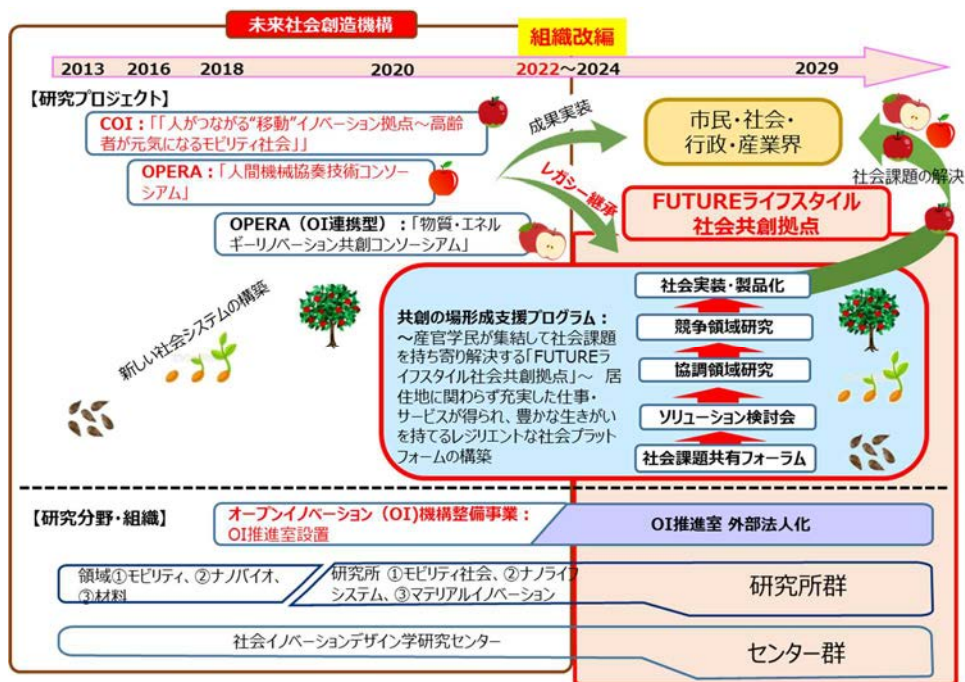 未来社会創造機構
組織改編
2013 2016 2018 2020 2022～2024 2029
【研究プロジェクト】
COI：「「人がつながる“移動”イノベーション拠点～高齢
者が元気になるモビリティ社会」」
OPERA：「人間機械協奏技術コンソー
シアム」
OPERA（OI連携型）：「物質・エネル
ギーリノベーション共創コンソーシアム」
成果実装
レガシー継承
市民・社会・
行政・産業界
社会課題の解決
FUTUREライフスタイル
社会共創拠点
新しい社会システムの構築
共創の場形成支援プログラム：
～産官学民が集結して社会課題
を持ち寄り解決する「FUTUREラ
イフスタイル社会共創拠点」～ 居
住地に関わらず充実した仕事・
サービスが得られ、豊かな生きがい
を持てるレジリエントな社会プラット
フォームの構築
社会実装・製品化
競争領域研究
協調領域研究
ソリューション検討会
社会課題共有フォーラム
【研究分野・組織】
オープンイノベーション（OI)機構整備事業：
OI推進室設置
OI推進室 外部法人化
領域①モビリティ、②ナノバイオ、
③材料
研究所 ①モビリティ社会、②ナノライフ
システム、③マテリアルイノベーション
研究所群
社会イノベーションデザイン学研究センター
センター群